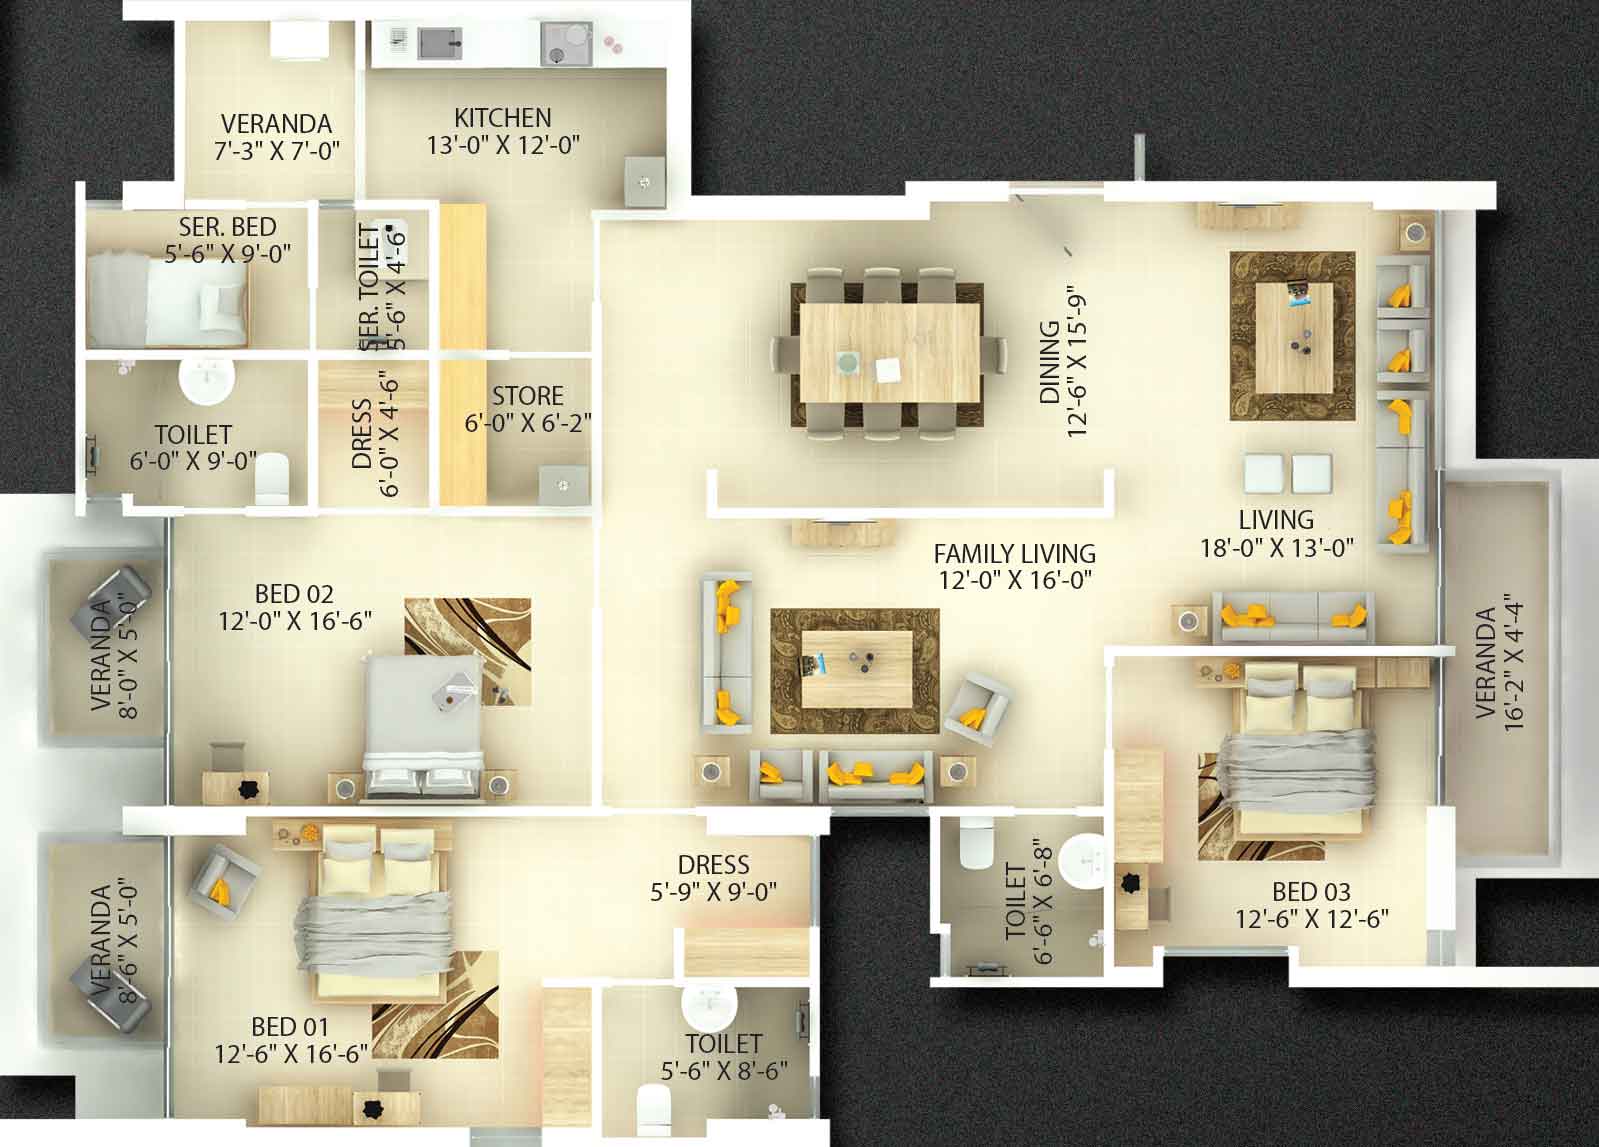 VERANDA
7'-3" X 7'-0"
KITCHEN
13'-0" X 12'-0"
SER. BED
5'-6" X 9'-0"
SER. TOILET
5'-6" X 4'-6"
DINING
12'-6" X 15'-9"
TOILET
6'-0" X 9'-0"
DRESS
6'-0" X 4'-6"
STORE
6'-0" X 6'-2"
LIVING
18'-0" X 13'-0"
FAMILY LIVING
12'-0" X 16'-0"
BED 02
12'-0" X 16'-6"
VERANDA
8'-0" X 5'-0"
VERANDA
16'-2" X 4'-4"
DRESS
5'-9" X 9'-0"
TOILET
6'-6" X 6'-8"
BED 03
12'-6" X 12'-6"
VERANDA
8'-6" X 5'-0"
BED 01
12'-6" X 16'-6"
TOILET
5'-6" X 8'-6"